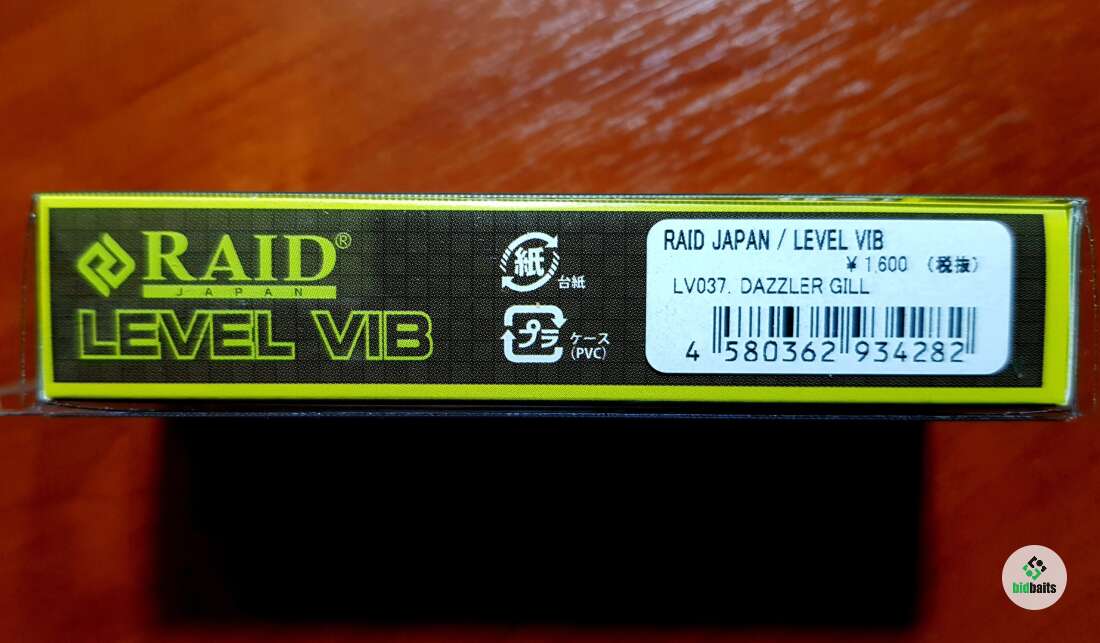 RAID®
JAPAN
LEVEL VIB
紙
台紙
プラ
ケース
(PVC)
RAID JAPAN / LEVEL VIB
¥ 1,600 (税抜)
LV037. DAZZLER GILL
4 580362 934282
bidbaits